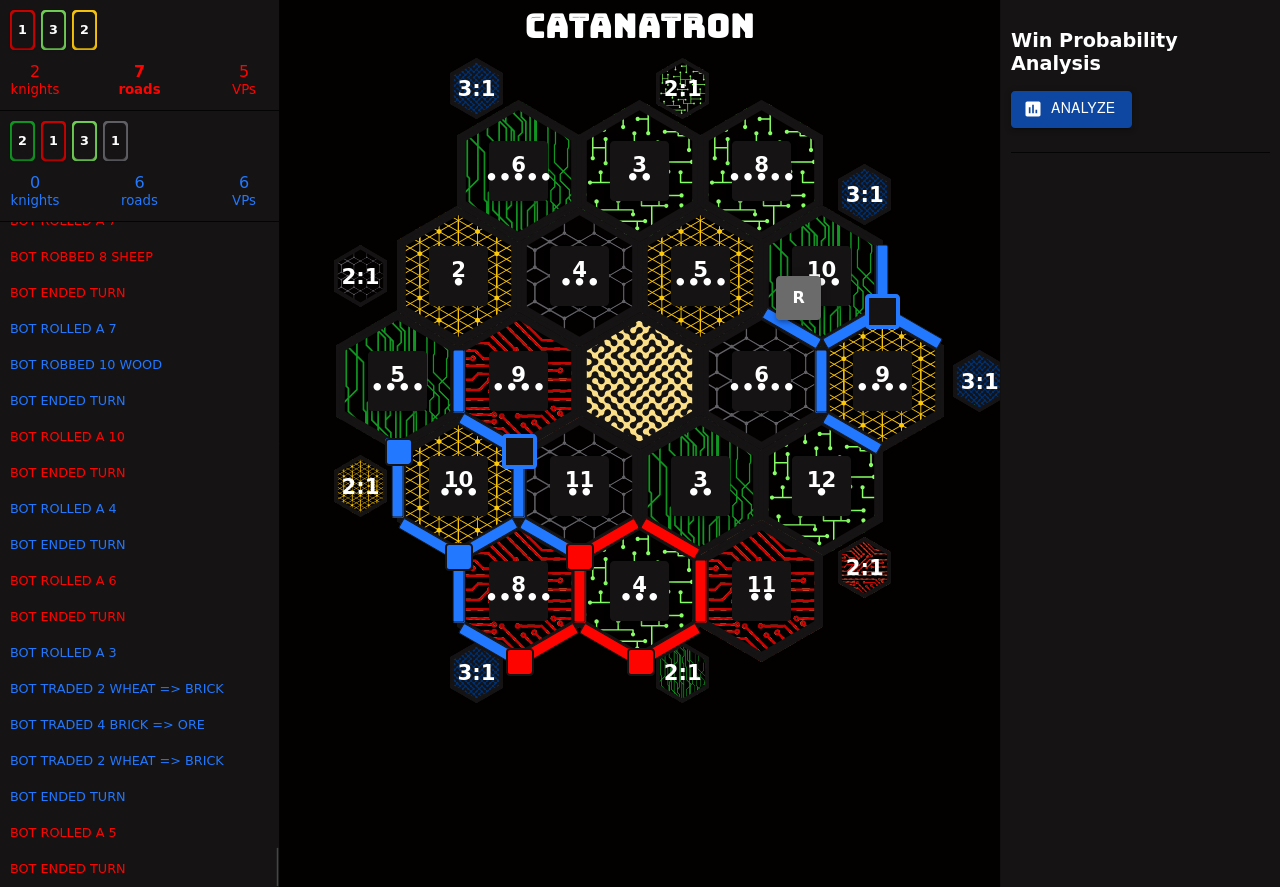 1 3 2
2 7 5
knights roads VPs
2 1 3 1
0 6 6
knights roads VPs
BOT ROLLED A 7
BOT ROBBED 8 SHEEP
BOT ENDED TURN
BOT ROLLED A 7
BOT ROBBED 10 WOOD
BOT ENDED TURN
BOT ROLLED A 10
BOT ENDED TURN
BOT ROLLED A 4
BOT ENDED TURN
BOT ROLLED A 6
BOT ENDED TURN
BOT ROLLED A 3
BOT TRADED 2 WHEAT => BRICK
BOT TRADED 4 BRICK => ORE
BOT TRADED 2 WHEAT => BRICK
BOT ENDED TURN
BOT ROLLED A 5
BOT ENDED TURN
CATANATRON
3:1 2:1
6 3 8
3:1
2:1 2 4 5 10
R
5 9 6 9 3:1
2:1 10 11 3 12
8 4 11 2:1
3:1 2:1
Win Probability
Analysis
ANALYZE